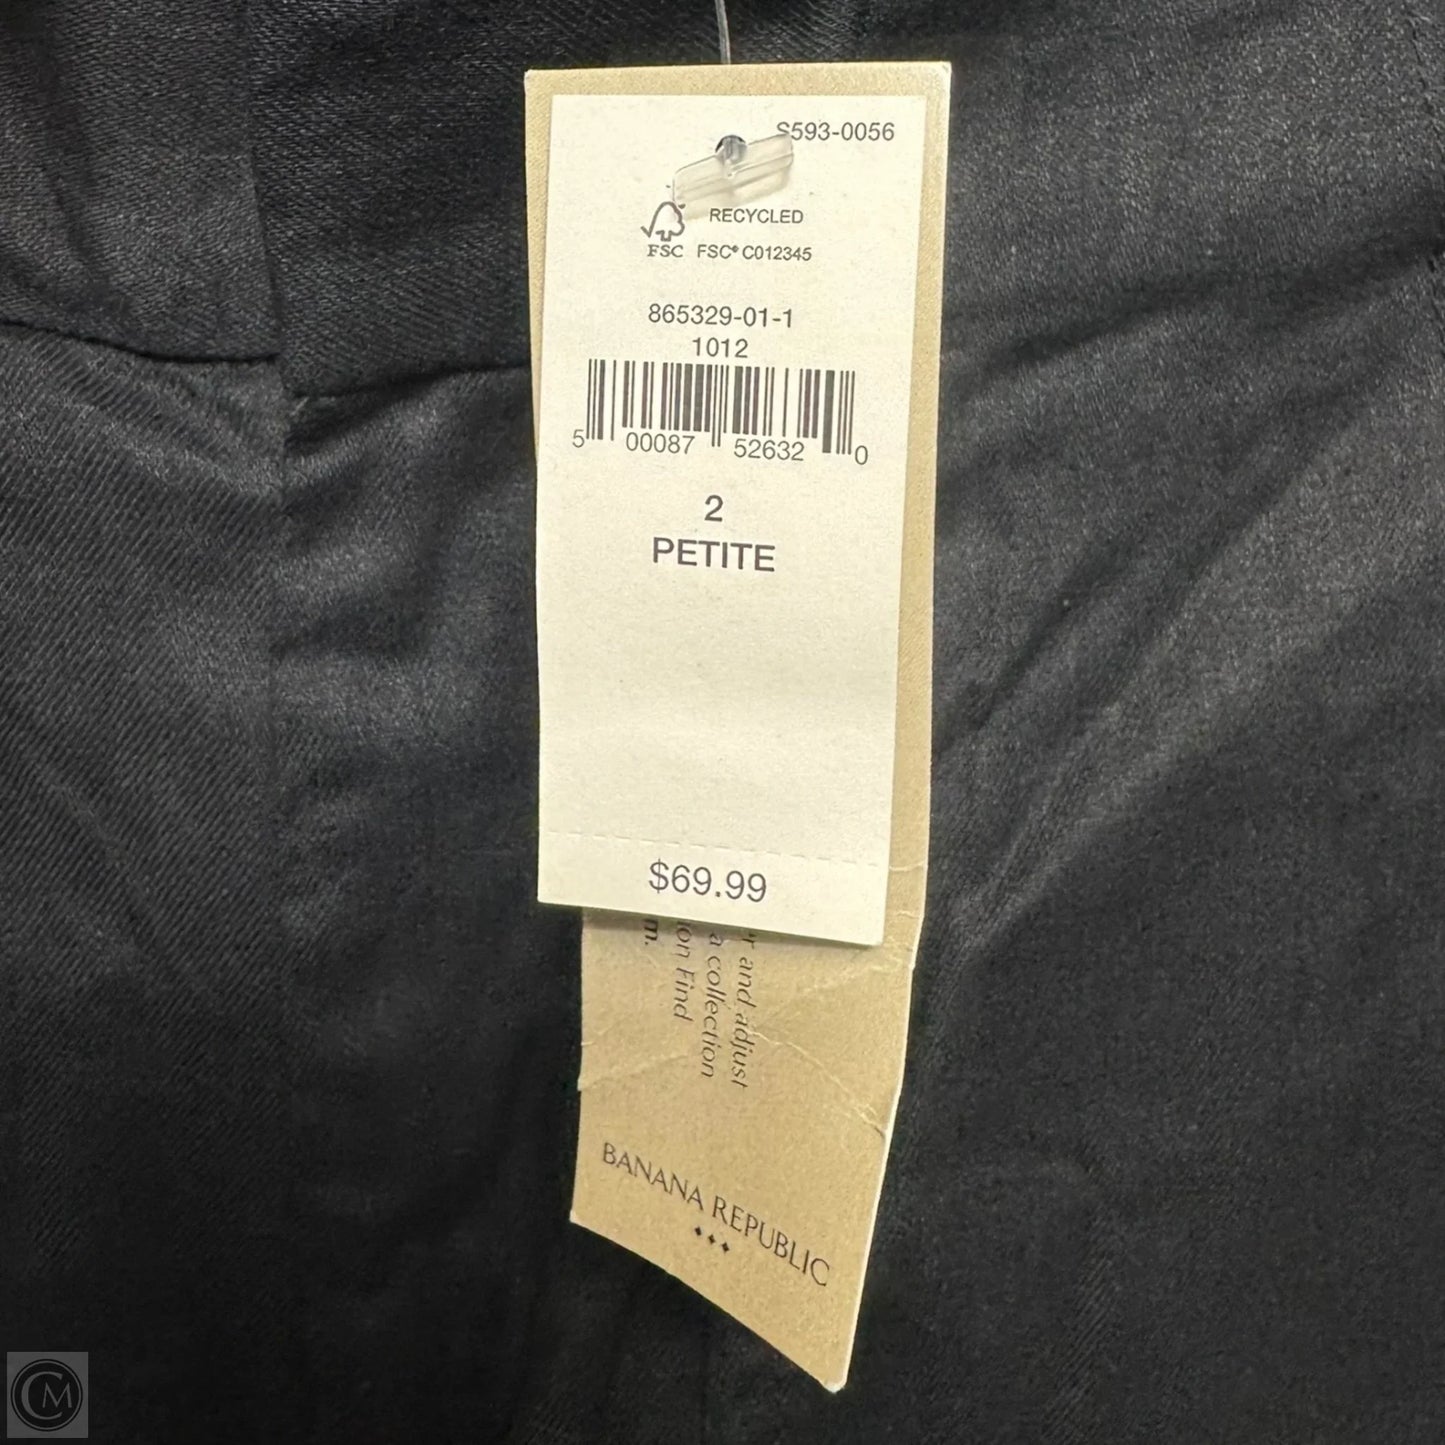 S593-0056
RECYCLED
FSC FSC® C012345
865329-01-1
1012
5 00087 52632 0
2
PETITE
$69.99
and adjust
a collection
Find
BANANA REPUBLIC
CM